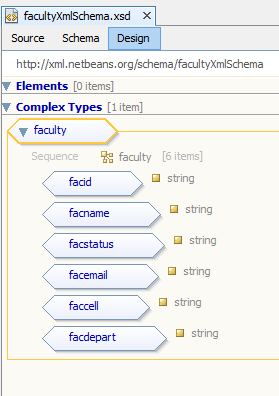 facultyXmlSchema.xsd
Source Schema Design
http://xml.netbeans.org/schema/facultyXmlSchema
Elements [0 items]
Complex Types [1 item]
faculty
Sequence faculty [6 items]
facid string
facname string
facstatus string
facemail string
faccell string
facdepart string